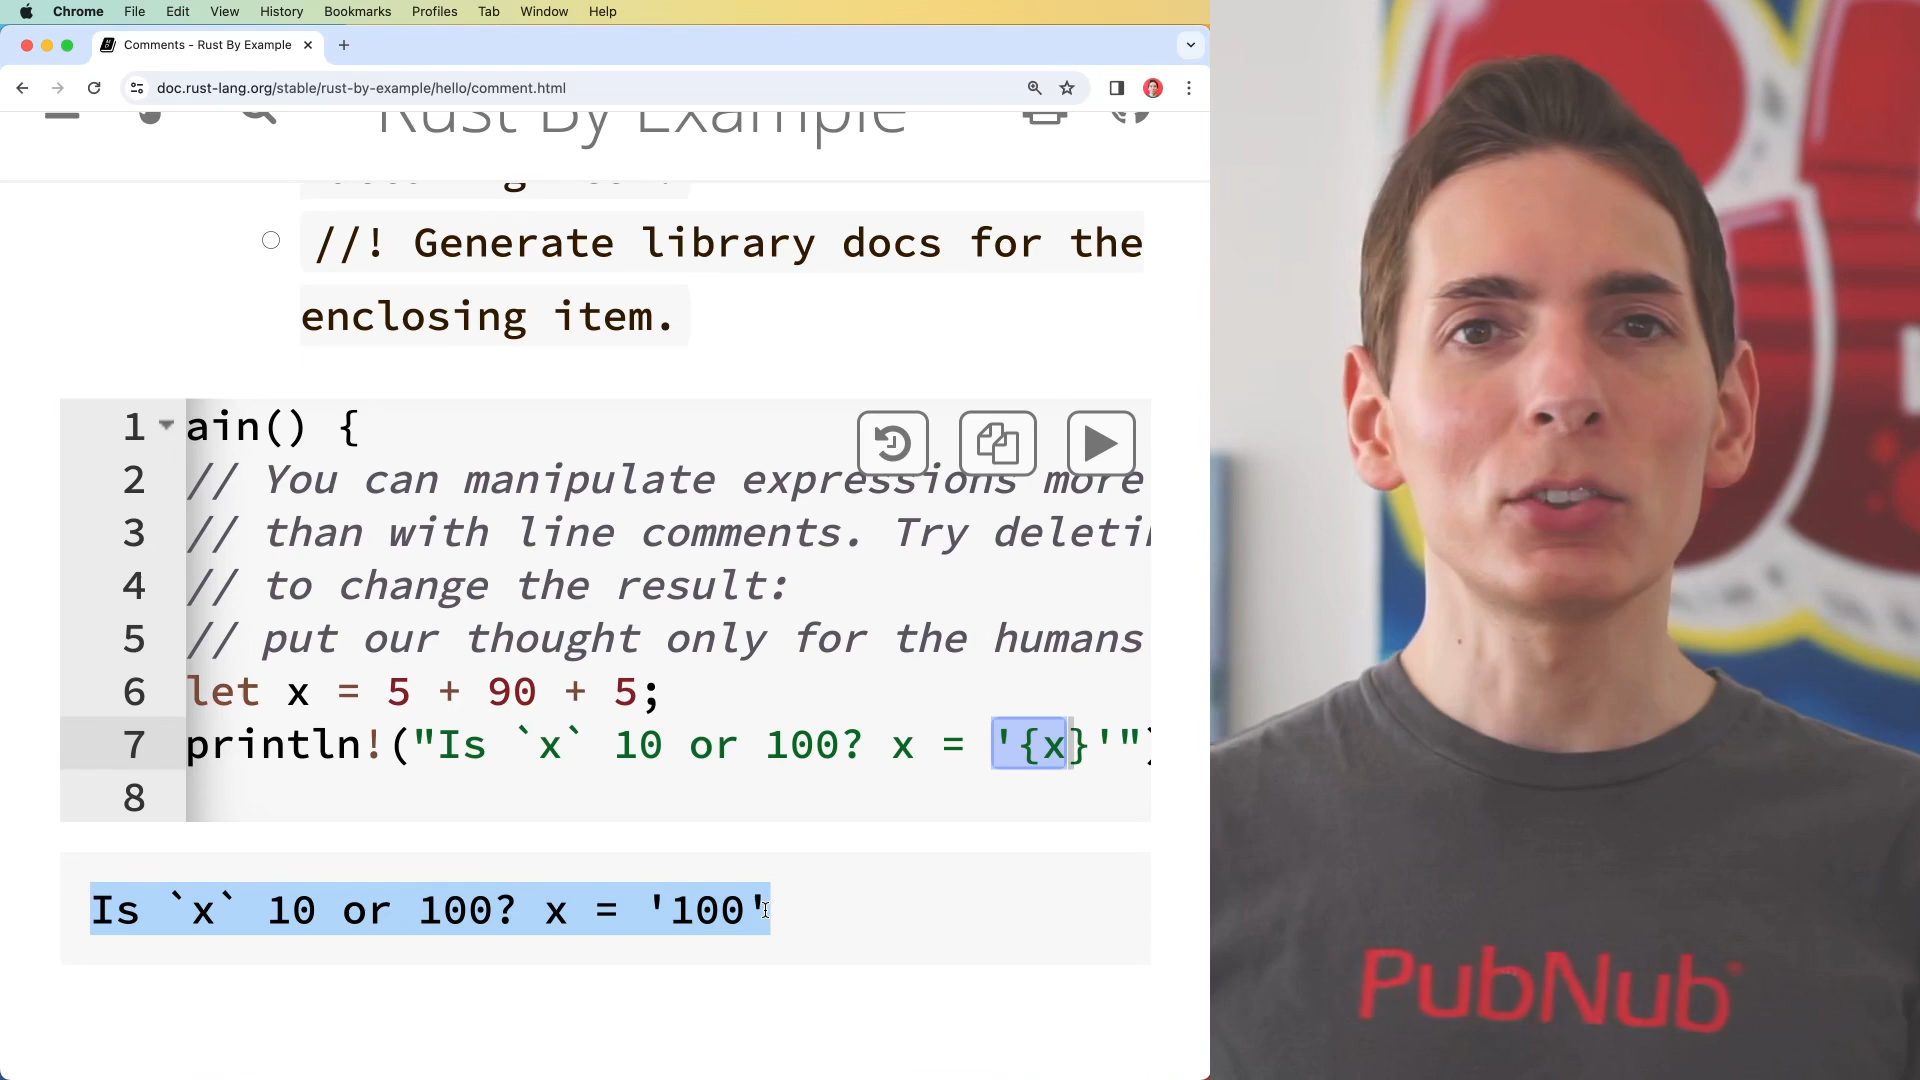 Chrome File Edit View History Bookmarks Profiles Tab Window Help
Comments - Rust By Example
doc.rust-lang.org/stable/rust-by-example/hello/comment.html
Rust By Example
//! Generate library docs for the
enclosing item.
1 ain() {
2 // You can manipulate expressions more
3 // than with line comments. Try deleti
4 // to change the result:
5 // put our thought only for the humans
6 let x = 5 + 90 + 5;
7 println!("Is `x` 10 or 100? x = '{x}'")
8
Is `x` 10 or 100? x = '100'
PubNub